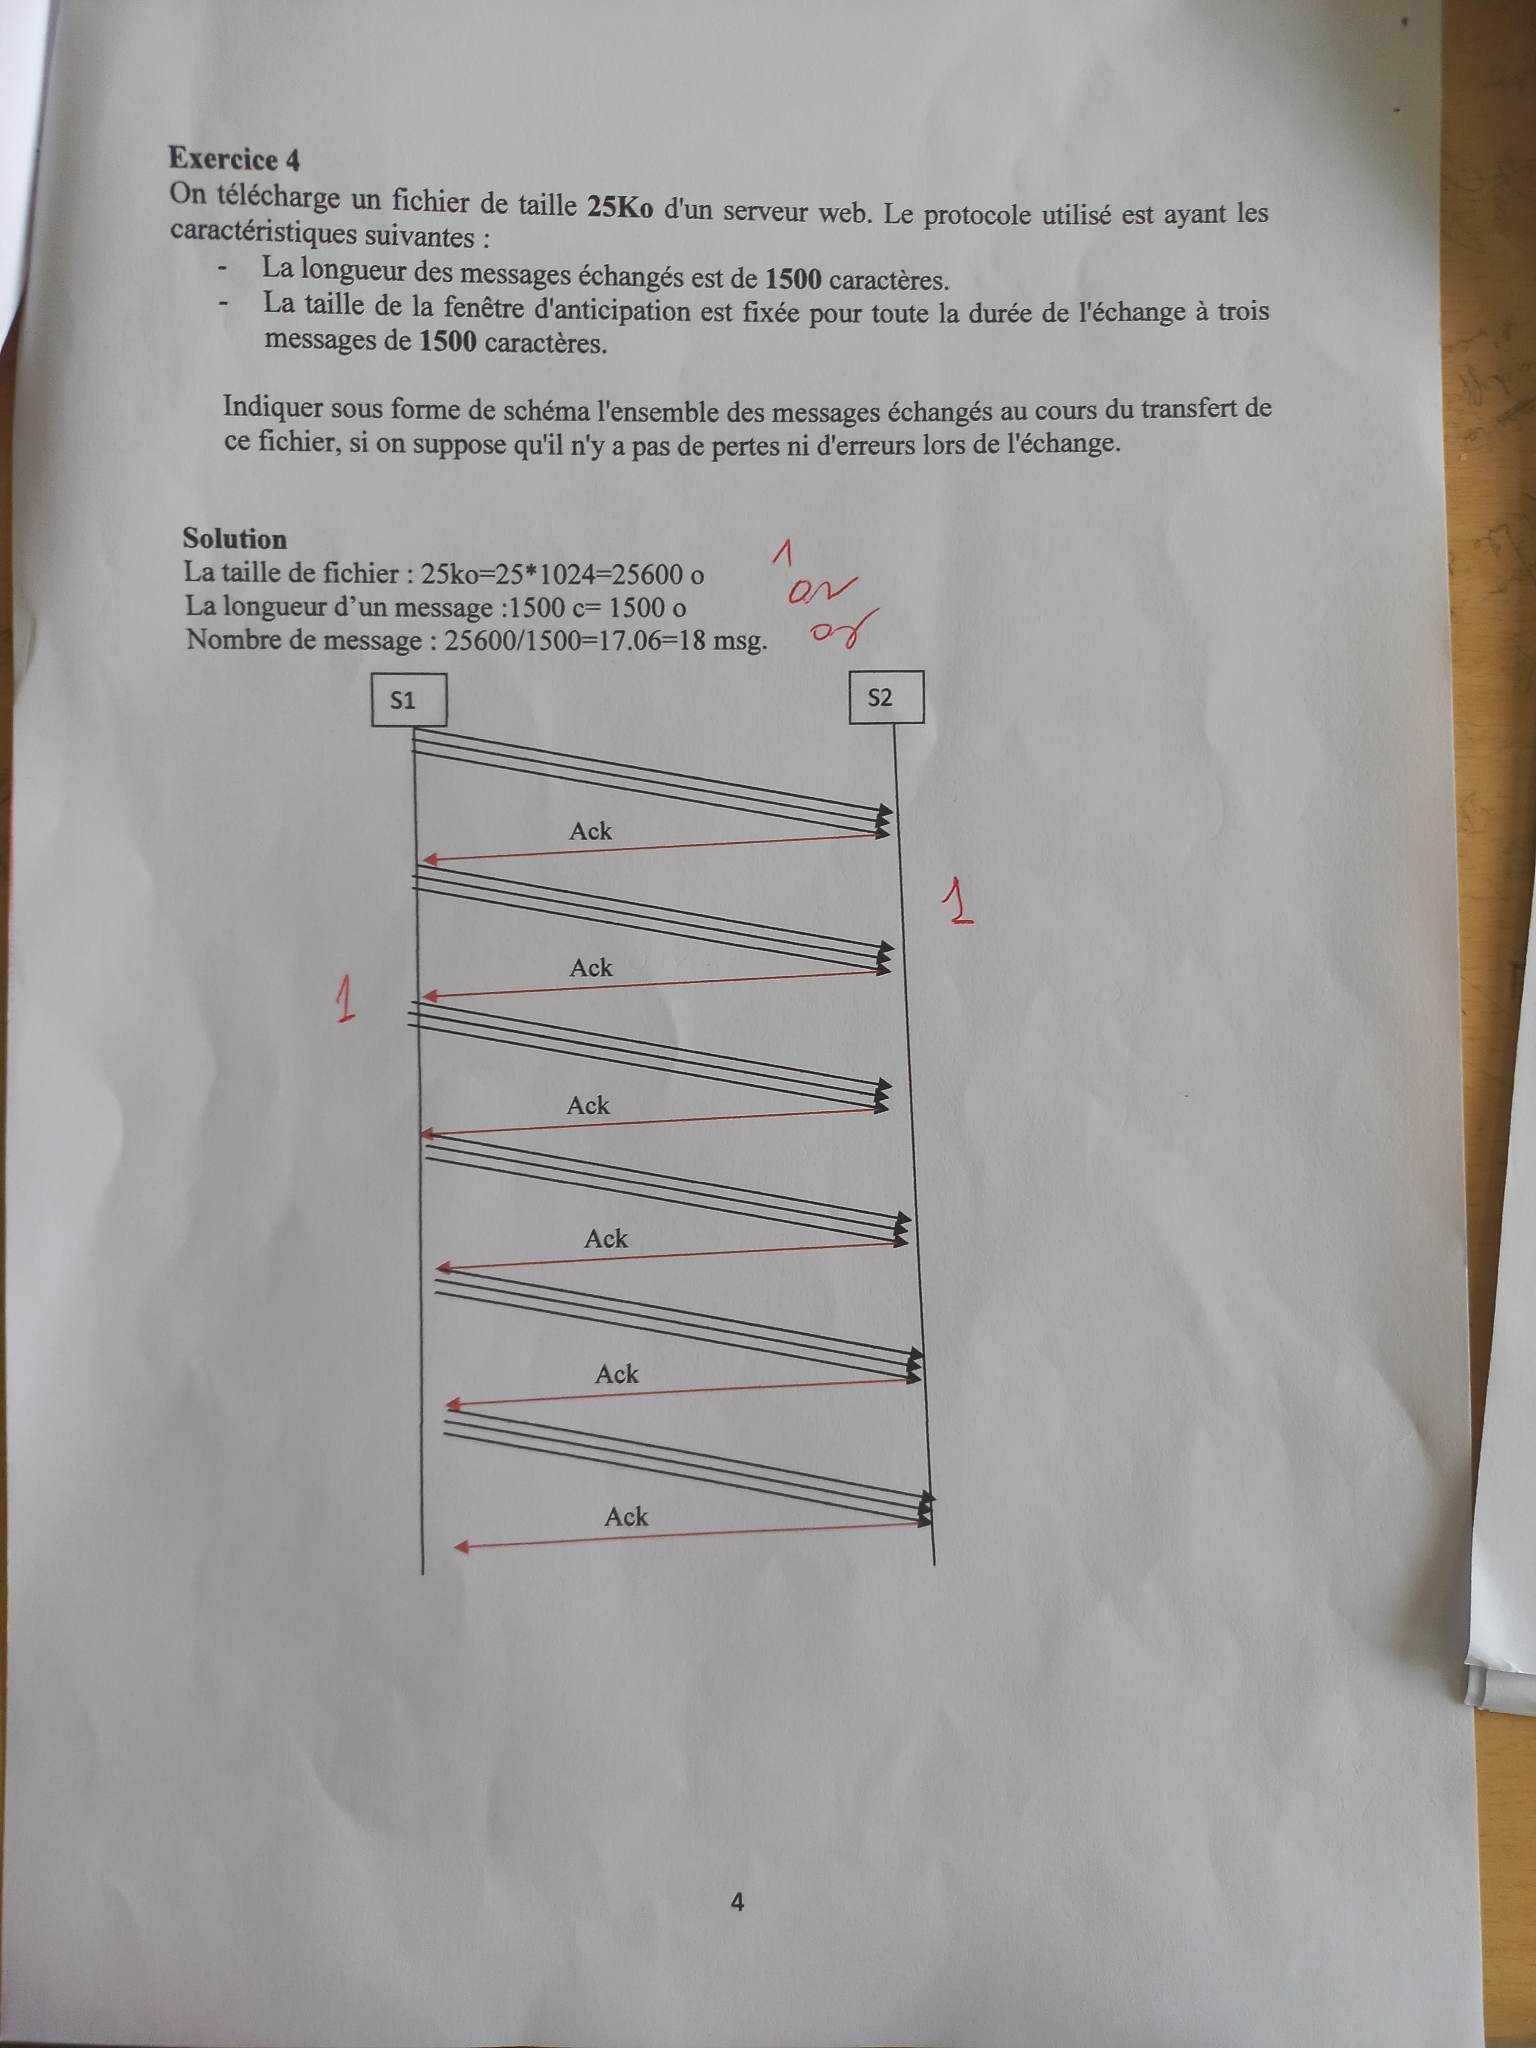 Exercice 4
On télécharge un fichier de taille 25Ko d'un serveur web. Le protocole utilisé est ayant les
caractéristiques suivantes :
- La longueur des messages échangés est de 1500 caractères.
- La taille de la fenêtre d'anticipation est fixée pour toute la durée de l'échange à trois
messages de 1500 caractères.
Indiquer sous forme de schéma l'ensemble des messages échangés au cours du transfert de
ce fichier, si on suppose qu'il n'y a pas de pertes ni d'erreurs lors de l'échange.
Solution
La taille de fichier : 25ko=25*1024=25600 o
1
La longueur d’un message :1500 c= 1500 o
Nombre de message : 25600/1500=17.06=18 msg.
S1
S2
Ack
1
Ack
1
Ack
Ack
Ack
Ack
4